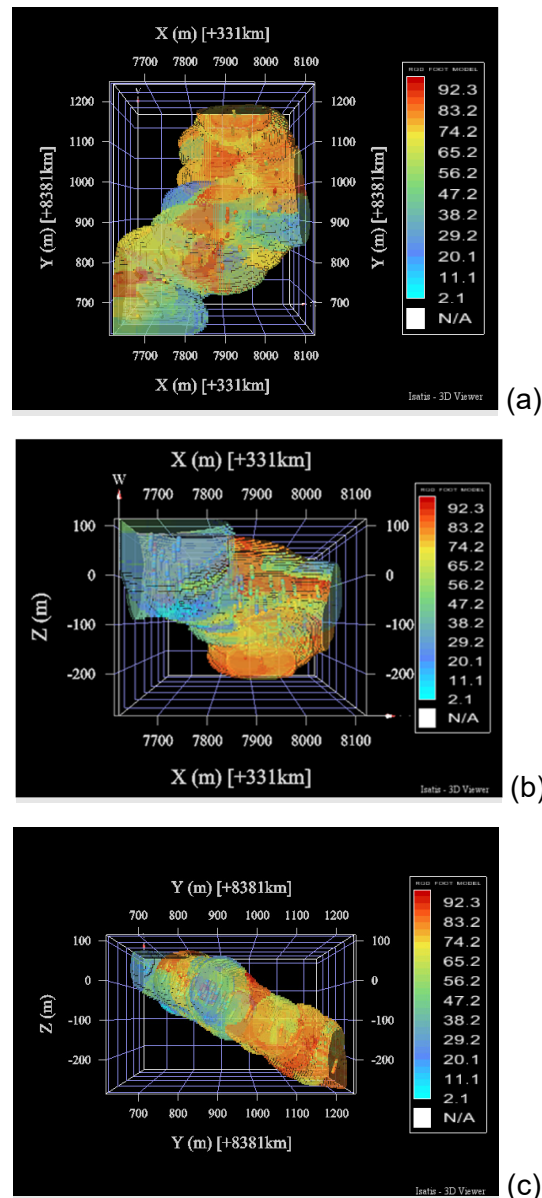 X (m) [+331km]
7700 7800 7900 8000 8100
1200 1200
1100 1100
1000 1000
900 900
800 800
700 700
Y (m) [+8381km] Y (m) [+8381km]
7700 7800 7900 8000 8100
X (m) [+331km]
RQD FOOT MODEL
92.3
83.2
74.2
65.2
56.2
47.2
38.2
29.2
20.1
11.1
2.1
N/A
Isatis - 3D Viewer
(a)
X (m) [+331km]
W
7700 7800 7900 8000 8100
100 100
0 0
-100 -100
-200 -200
Z (m)
7700 7800 7900 8000 8100
X (m) [+331km]
RQD FOOT MODEL
92.3
83.2
74.2
65.2
56.2
47.2
38.2
29.2
20.1
11.1
2.1
N/A
Isatis - 3D Viewer
(b)
Y (m) [+8381km]
700 800 900 1000 1100 1200
100 100
0 0
-100 -100
-200 -200
Z (m)
700 800 900 1000 1100 1200
Y (m) [+8381km]
RQD FOOT MODEL
92.3
83.2
74.2
65.2
56.2
47.2
38.2
29.2
20.1
11.1
2.1
N/A
Isatis - 3D Viewer
(c)